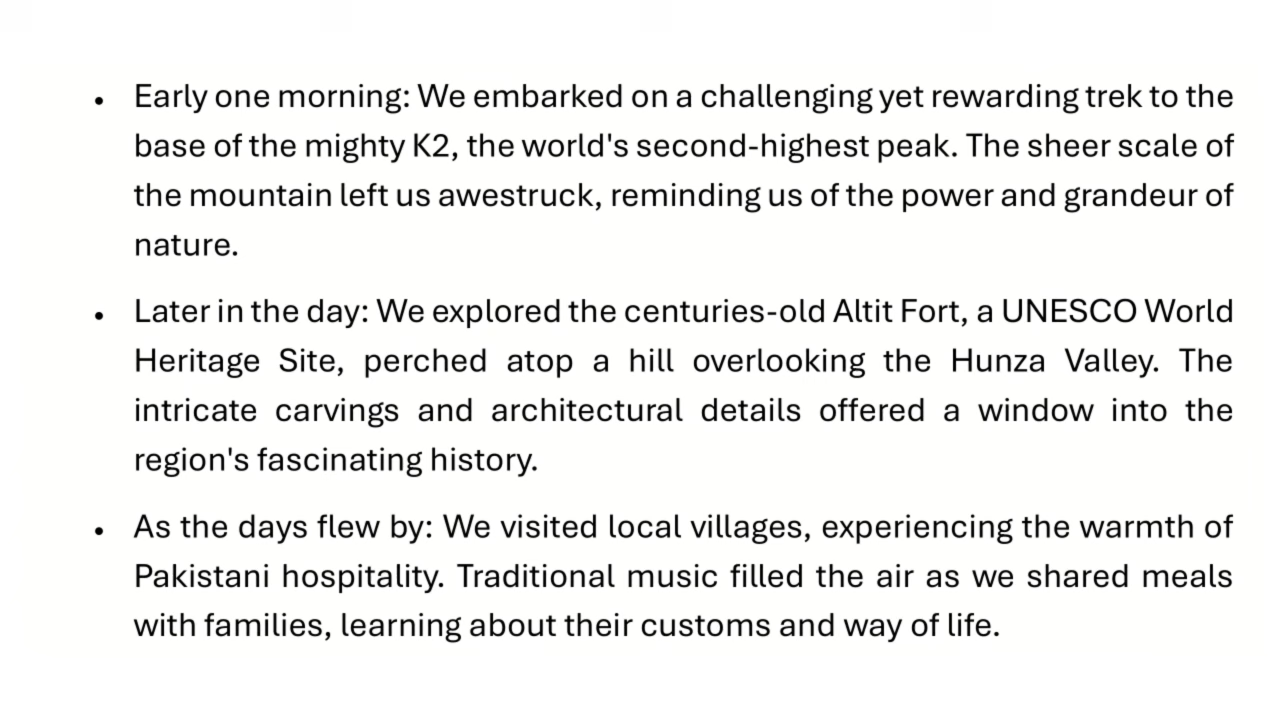 • Early one morning: We embarked on a challenging yet rewarding trek to the
base of the mighty K2, the world's second-highest peak. The sheer scale of
the mountain left us awestruck, reminding us of the power and grandeur of
nature.
• Later in the day: We explored the centuries-old Altit Fort, a UNESCO World
Heritage Site, perched atop a hill overlooking the Hunza Valley. The
intricate carvings and architectural details offered a window into the
region's fascinating history.
• As the days flew by: We visited local villages, experiencing the warmth of
Pakistani hospitality. Traditional music filled the air as we shared meals
with families, learning about their customs and way of life.